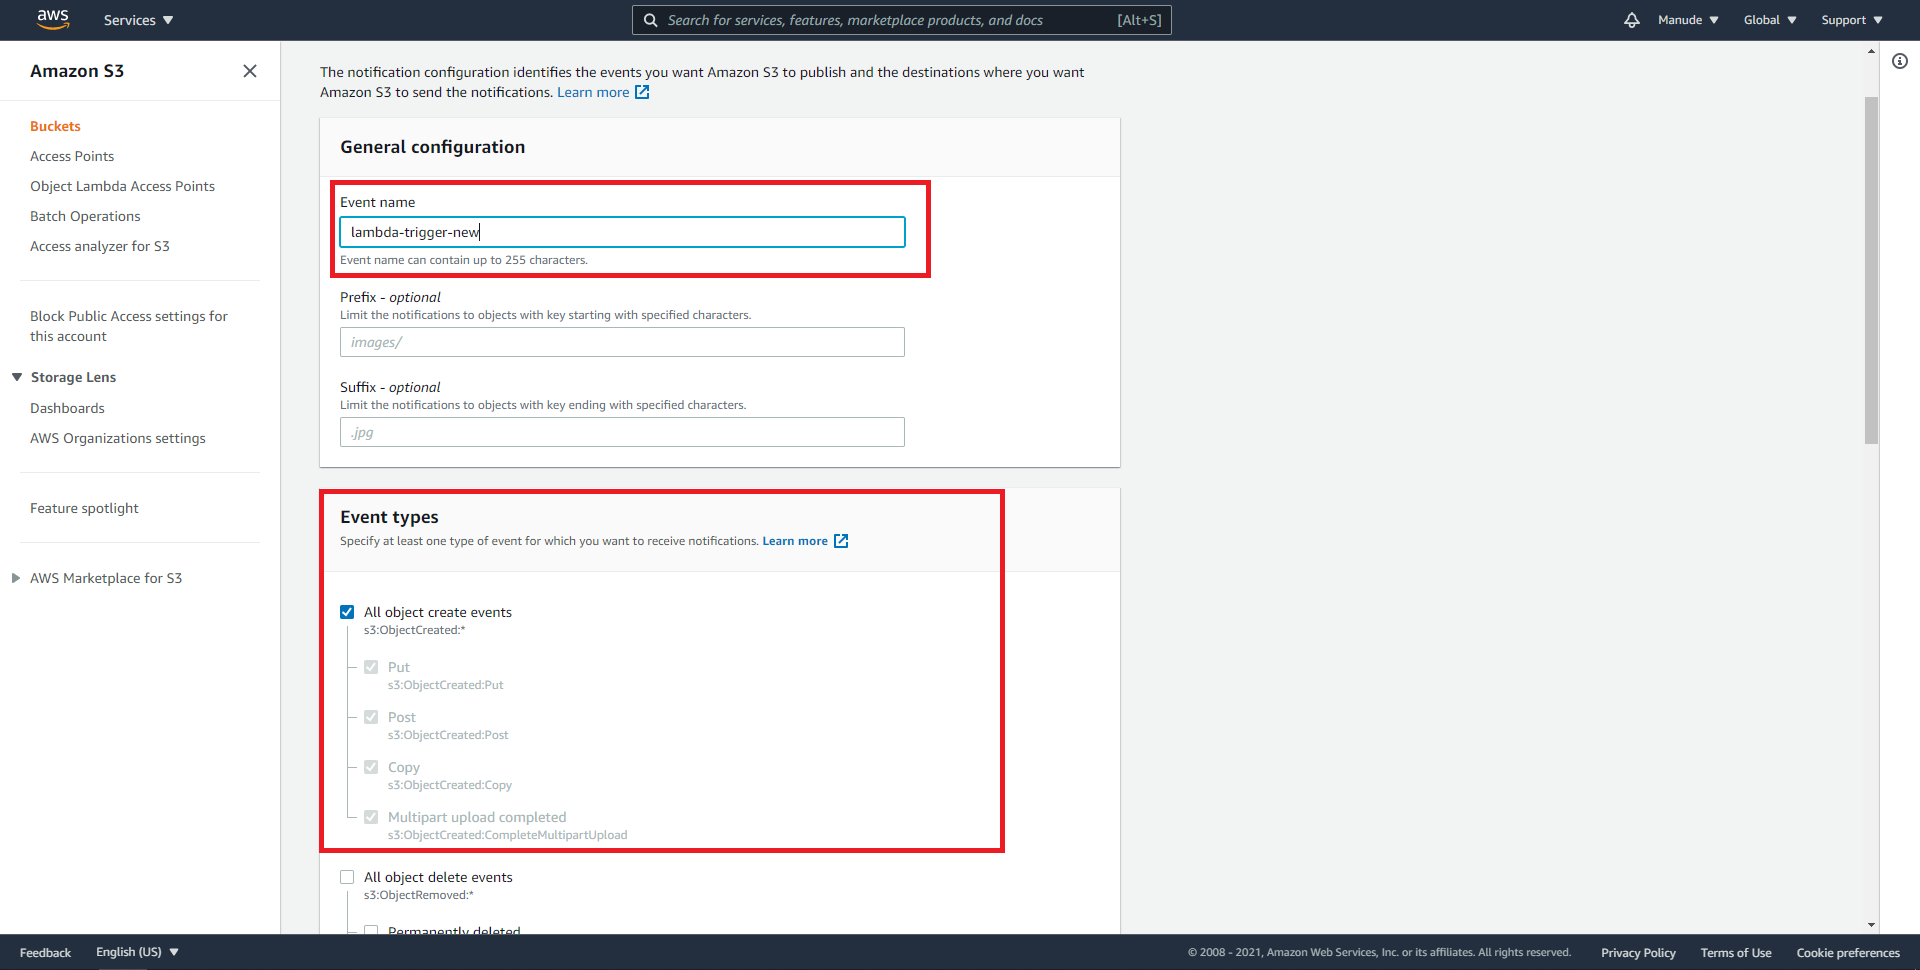 aws Services Search for services, features, marketplace products, and docs [Alt+S] Manude Global Support
Amazon S3
Buckets
Access Points
Object Lambda Access Points
Batch Operations
Access analyzer for S3
Block Public Access settings for
this account
Storage Lens
Dashboards
AWS Organizations settings
Feature spotlight
AWS Marketplace for S3
The notification configuration identifies the events you want Amazon S3 to publish and the destinations where you want
Amazon S3 to send the notifications. Learn more
General configuration
Event name
lambda-trigger-new
Event name can contain up to 255 characters.
Prefix - optional
Limit the notifications to objects with key starting with specified characters.
images/
Suffix - optional
Limit the notifications to objects with key ending with specified characters.
.jpg
Event types
Specify at least one type of event for which you want to receive notifications. Learn more
All object create events
s3:ObjectCreated:*
Put
s3:ObjectCreated:Put
Post
s3:ObjectCreated:Post
Copy
s3:ObjectCreated:Copy
Multipart upload completed
s3:ObjectCreated:CompleteMultipartUpload
All object delete events
s3:ObjectRemoved:*
Permanently deleted
Feedback English (US) © 2008 - 2021, Amazon Web Services, Inc. or its affiliates. All rights reserved. Privacy Policy Terms of Use Cookie preferences